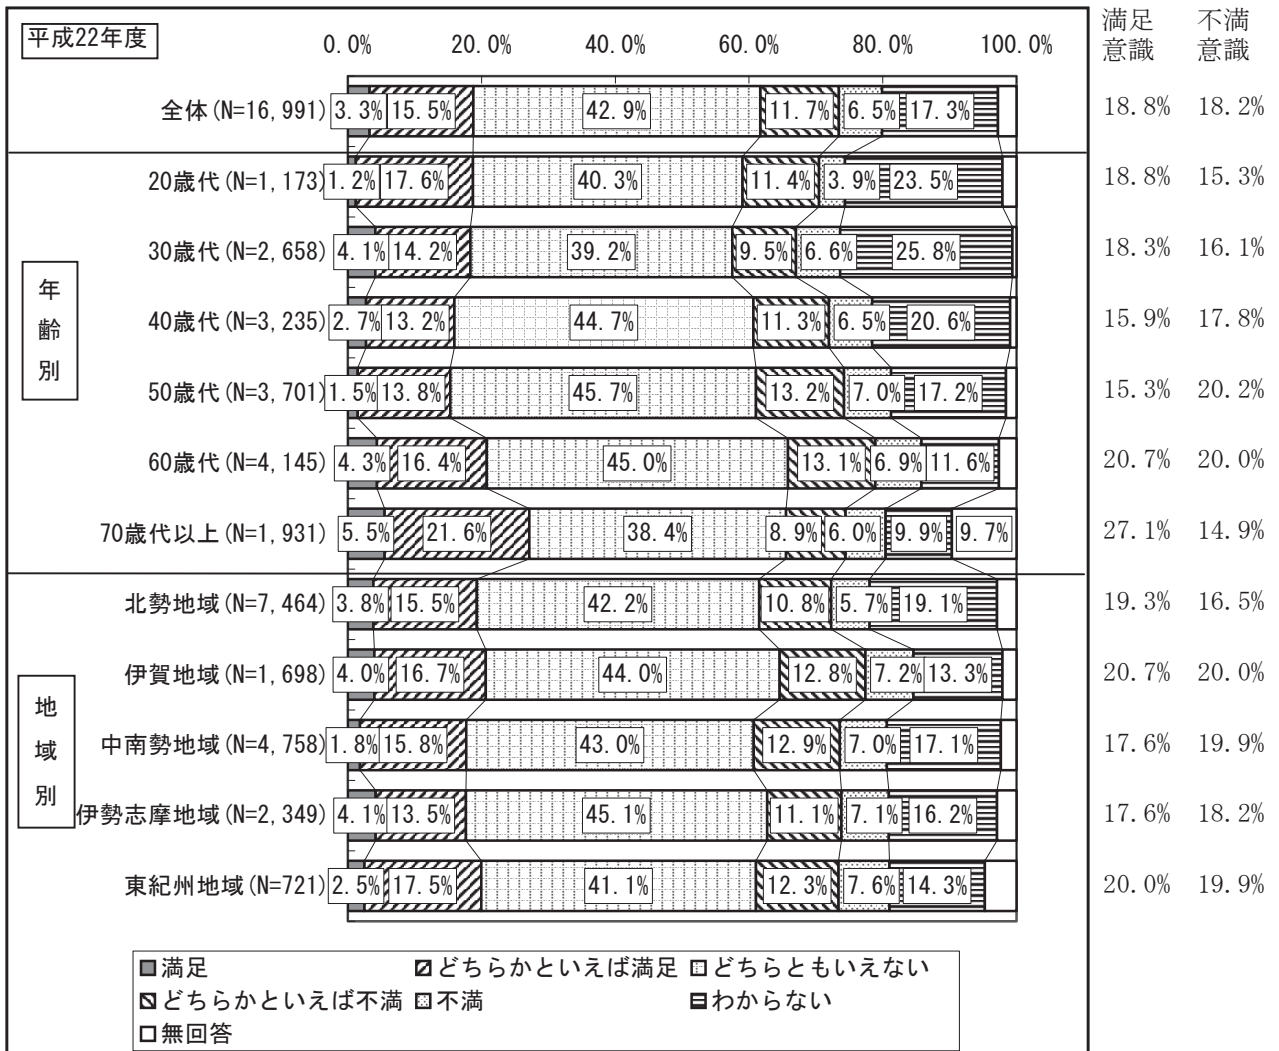 平成22年度
0.0% 20.0% 40.0% 60.0% 80.0% 100.0%
満足意識 不満意識
全体(N=16,991) 3.3% 15.5% 42.9% 11.7% 6.5% 17.3% 18.8% 18.2%
年齢別
20歳代(N=1,173) 1.2% 17.6% 40.3% 11.4% 3.9% 23.5% 18.8% 15.3%
30歳代(N=2,658) 4.1% 14.2% 39.2% 9.5% 6.6% 25.8% 18.3% 16.1%
40歳代(N=3,235) 2.7% 13.2% 44.7% 11.3% 6.5% 20.6% 15.9% 17.8%
50歳代(N=3,701) 1.5% 13.8% 45.7% 13.2% 7.0% 17.2% 15.3% 20.2%
60歳代(N=4,145) 4.3% 16.4% 45.0% 13.1% 6.9% 11.6% 20.7% 20.0%
70歳代以上(N=1,931) 5.5% 21.6% 38.4% 8.9% 6.0% 9.9% 9.7% 27.1% 14.9%
地域別
北勢地域(N=7,464) 3.8% 15.5% 42.2% 10.8% 5.7% 19.1% 19.3% 16.5%
伊賀地域(N=1,698) 4.0% 16.7% 44.0% 12.8% 7.2% 13.3% 20.7% 20.0%
中南勢地域(N=4,758) 1.8% 15.8% 43.0% 12.9% 7.0% 17.1% 17.6% 19.9%
伊勢志摩地域(N=2,349) 4.1% 13.5% 45.1% 11.1% 7.1% 16.2% 17.6% 18.2%
東紀州地域(N=721) 2.5% 17.5% 41.1% 12.3% 7.6% 14.3% 20.0% 19.9%
満足 どちらかといえば満足 どちらともいえない
どちらかといえば不満 不満 わからない
無回答